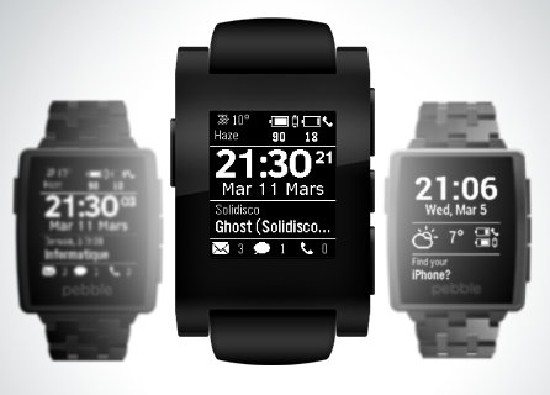 21:30 03
Mar 11 Mars
Informatique
pebble
10°
Haze 90 18
21:30 21
Mar 11 Mars
Solidisco
Ghost (Solidisco...
3 1 0
21:06
Wed, Mar 5
7°
Find your
iPhone?
pebble